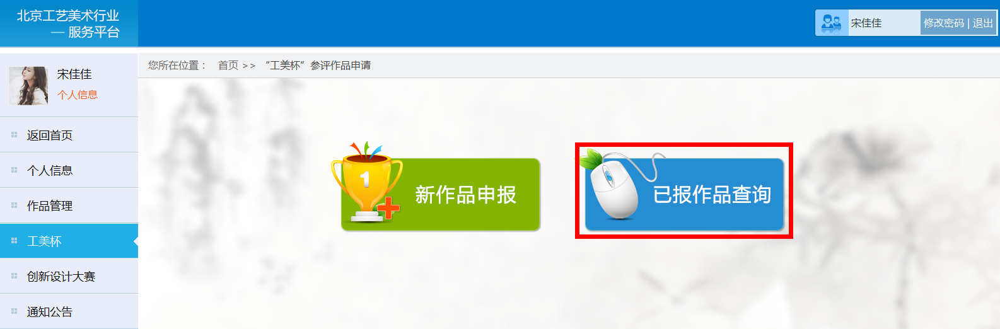 北京工艺美术行业
— 服务平台
宋佳佳
修改密码 | 退出
您所在位置： 首页 >> “工美杯”参评作品申请
宋佳佳
个人信息
返回首页
个人信息
作品管理
工美杯
创新设计大赛
通知公告
1
新作品申报
已报作品查询